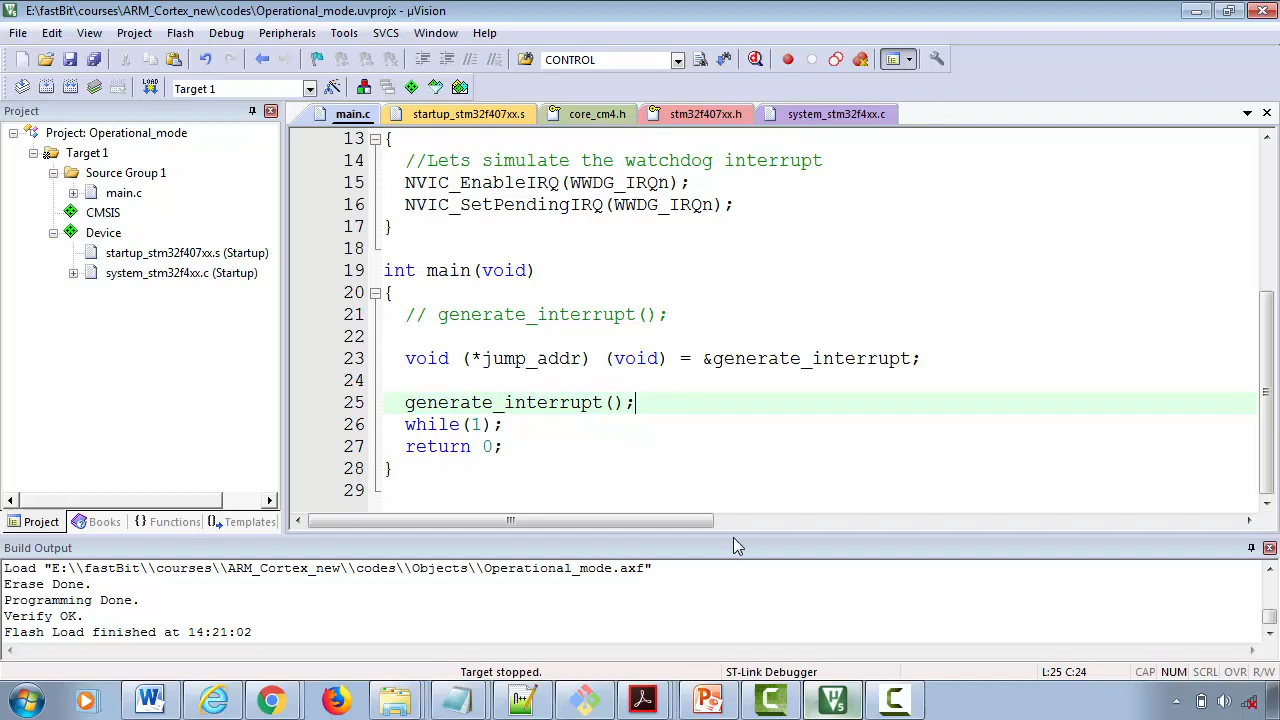 E:\fastBit\courses\ARM_Cortex_new\codes\Operational_mode.uvprojx - µVision
File Edit View Project Flash Debug Peripherals Tools SVCS Window Help
CONTROL
LOAD Target 1
Project
main.c startup_stm32f407xx.s core_cm4.h stm32f407xx.h system_stm32f4xx.c
Project: Operational_mode
Target 1
Source Group 1
main.c
CMSIS
Device
startup_stm32f407xx.s (Startup)
system_stm32f4xx.c (Startup)
13 {
14 //Lets simulate the watchdog interrupt
15 NVIC_EnableIRQ(WWDG_IRQn);
16 NVIC_SetPendingIRQ(WWDG_IRQn);
17 }
18
19 int main(void)
20 {
21 // generate_interrupt();
22
23 void (*jump_addr) (void) = &generate_interrupt;
24
25 generate_interrupt();
26 while(1);
27 return 0;
28 }
29
Project Books {} Functions Templates
Build Output
Load "E:\\fastBit\\courses\\ARM_Cortex_new\\codes\\Objects\\Operational_mode.axf"
Erase Done.
Programming Done.
Verify OK.
Flash Load finished at 14:21:02
Target stopped. ST-Link Debugger L:25 C:24 CAP NUM SCRL OVR R/W